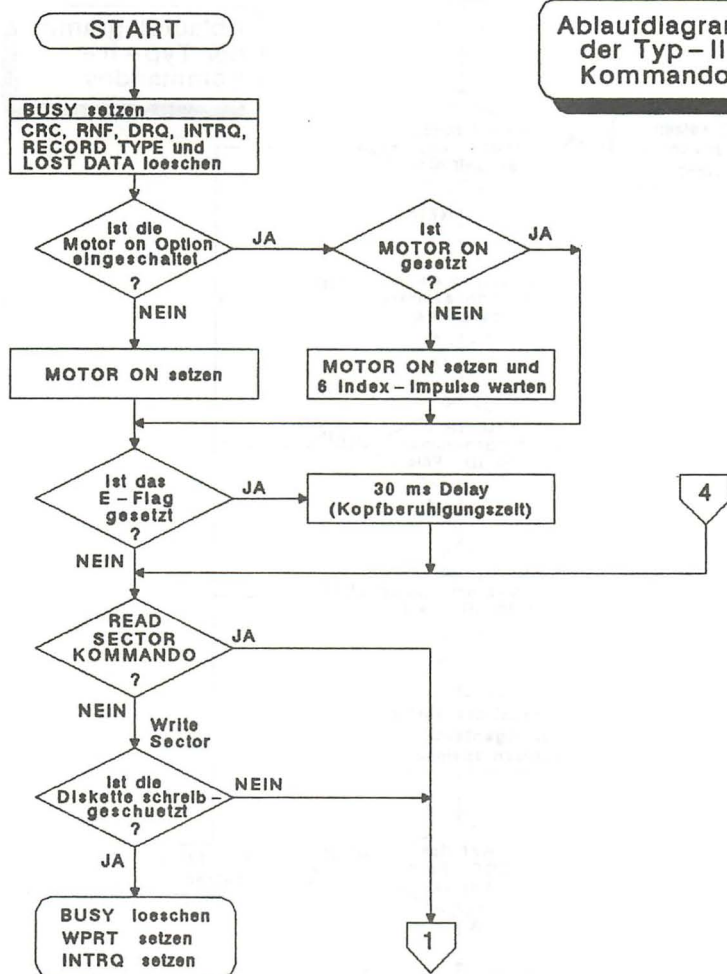 START
Ablaufdiagram
der Typ-II
Kommando
BUSY setzen
CRC, RNF, DRQ, INTRQ,
RECORD TYPE und
LOST DATA loeschen
Ist die
Motor on Option
eingeschaltet
?
JA
Ist
MOTOR ON
gesetzt
?
JA
NEIN
NEIN
MOTOR ON setzen
MOTOR ON setzen und
6 Index-Impulse warten
Ist das
E-Flag
gesetzt
?
JA
30 ms Delay
(Kopfberuhigungszeit)
4
NEIN
READ
SECTOR
KOMMANDO
?
JA
NEIN
Write
Sector
Ist die
Diskette schreib-
geschuetzt
?
NEIN
JA
BUSY loeschen
WPRT setzen
INTRQ setzen
1